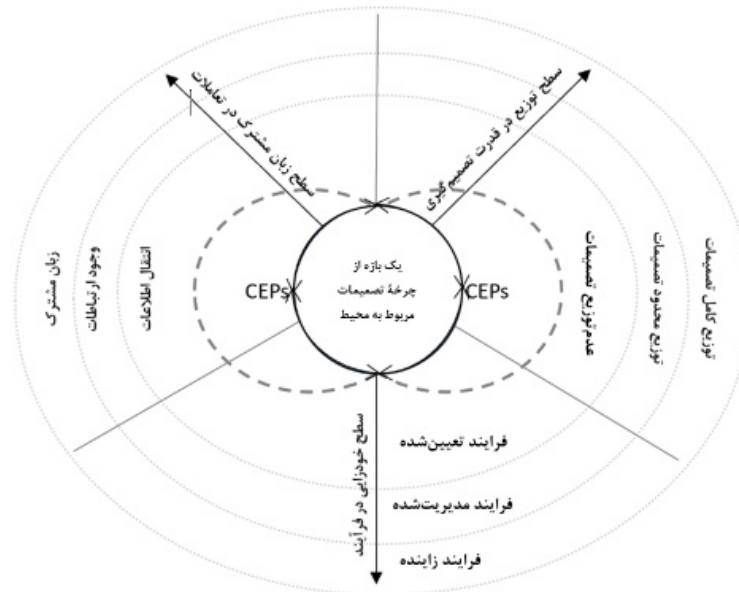 سطح زبان مشترک در تعاملات
سطح توزیع در قدرت تصمیم‌گیری
زبان مشترک
وجود ارتباطات
انتقال اطلاعات
CEPs
یک بازه از
چرخهٔ تصمیمات
مربوط به محیط
CEPs
عدم‌توزیع تصمیمات
توزیع محدود تصمیمات
توزیع کامل تصمیمات
سطح خودزایی در فرآیند
فرایند تعیین‌شده
فرایند مدیریت‌شده
فرایند زاینده